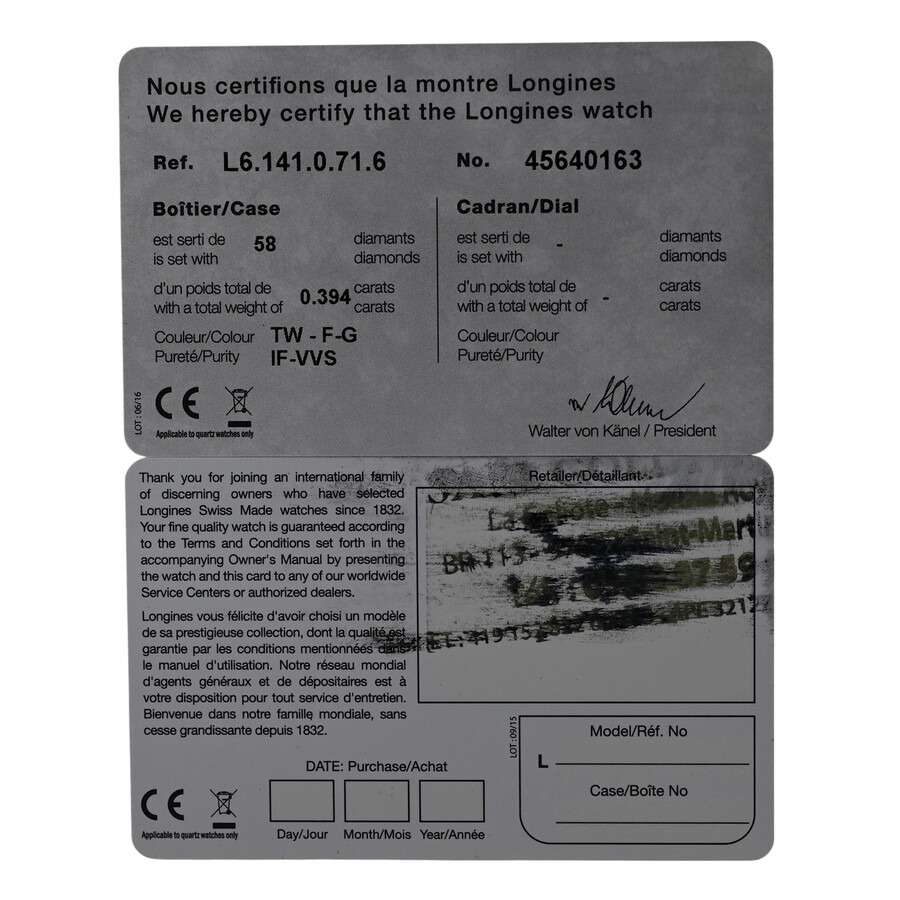 Nous certifions que la montre Longines
We hereby certify that the Longines watch
Ref. L6.141.0.71.6 No. 45640163
Boîtier/Case
est serti de
is set with
58
diamants
diamonds
d'un poids total de
with a total weight of
0.394
carats
carats
Couleur/Colour TW - F-G
Pureté/Purity IF-VVS
Cadran/Dial
est serti de
is set with
-
diamants
diamonds
d'un poids total de
with a total weight of
-
carats
carats
Couleur/Colour
Pureté/Purity
LOT : 06/16
CE
Applicable to quartz watches only
Walter von Känel / President
Thank you for joining an international family
of discerning owners who have selected
Longines Swiss Made watches since 1832.
Your fine quality watch is guaranteed according
to the Terms and Conditions set forth in the
accompanying Owner's Manual by presenting
the watch and this card to any of our worldwide
Service Centers or authorized dealers.
Longines vous félicite d'avoir choisi un modèle
de sa prestigieuse collection, dont la qualité est
garantie par les conditions mentionnées dans
le manuel d'utilisation. Notre réseau mondial
d'agents généraux et de dépositaires est à
votre disposition pour tout service d'entretien.
Bienvenue dans notre famille mondiale, sans
cesse grandissante depuis 1832.
Retailer/Détaillant
DATE: Purchase/Achat
Day/Jour Month/Mois Year/Année
CE
Applicable to quartz watches only
LOT : 09/15
Model/Réf. No
L
Case/Boîte No